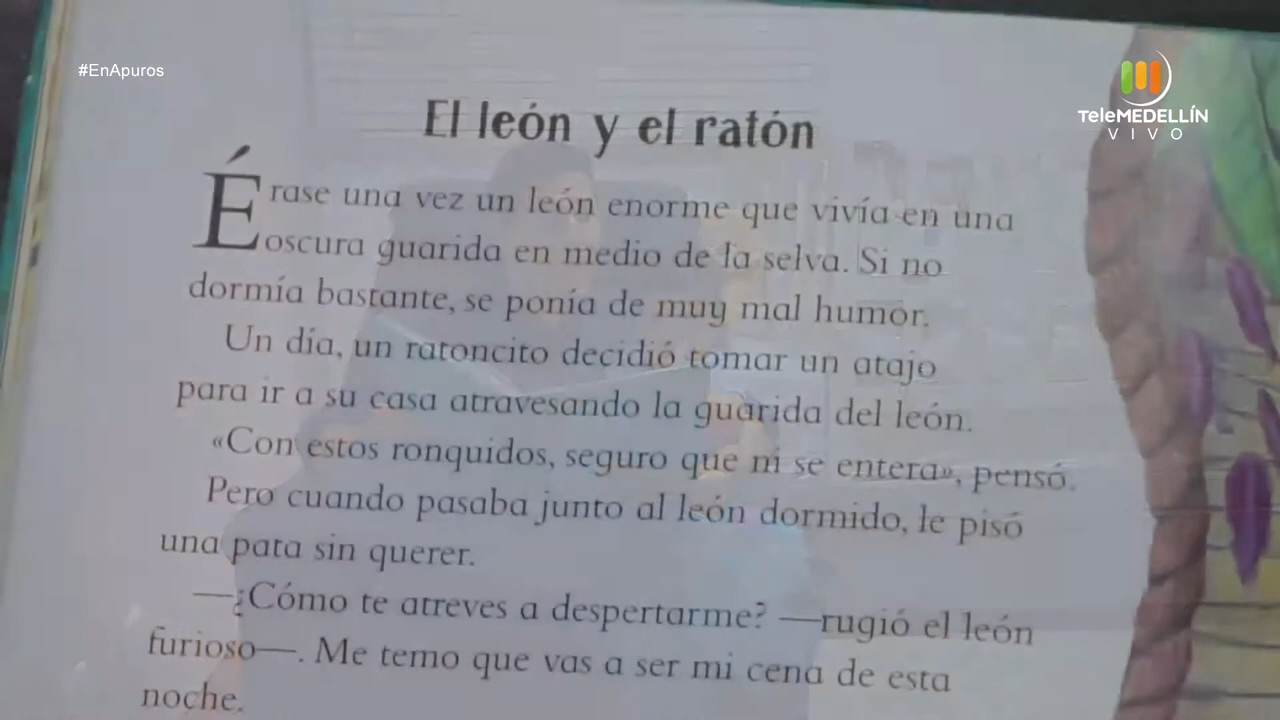 #EnApuros
TeleMEDELLÍN
VIVO
El león y el ratón
Érase una vez un león enorme que vivía en una
oscura guarida en medio de la selva. Si no
dormía bastante, se ponía de muy mal humor.
Un día, un ratoncito decidió tomar un atajo
para ir a su casa atravesando la guarida del león.
«Con estos ronquidos, seguro que ni se entera», pensó.
Pero cuando pasaba junto al león dormido, le pisó
una pata sin querer.
—¿Cómo te atreves a despertarme? —rugió el león
furioso—. Me temo que vas a ser mi cena de esta
noche.